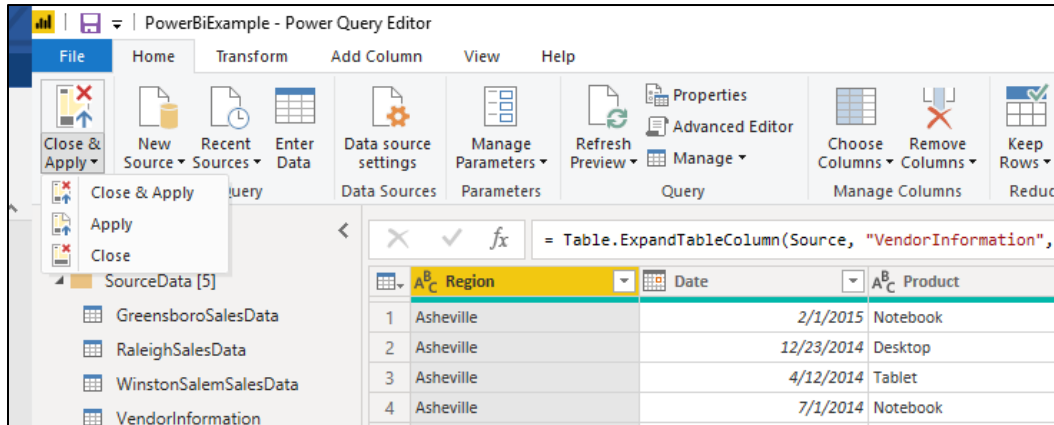 PowerBiExample - Power Query Editor
File Home Transform Add Column View Help
Close & Apply
New Source
Recent Sources
Enter Data
Data source settings
Manage Parameters
Refresh Preview
Properties
Advanced Editor
Manage
Choose Columns
Remove Columns
Keep Rows
Query Data Sources Parameters Query Manage Columns
Close & Apply
Apply
Close
fx = Table.ExpandTableColumn(Source, "VendorInformation",
SourceData [5]
GreensboroSalesData
RaleighSalesData
WinstonSalemSalesData
VendorInformation
ABC Region Date ABC Product
1 Asheville 2/1/2015 Notebook
2 Asheville 12/23/2014 Desktop
3 Asheville 4/12/2014 Tablet
4 Asheville 7/1/2014 Notebook